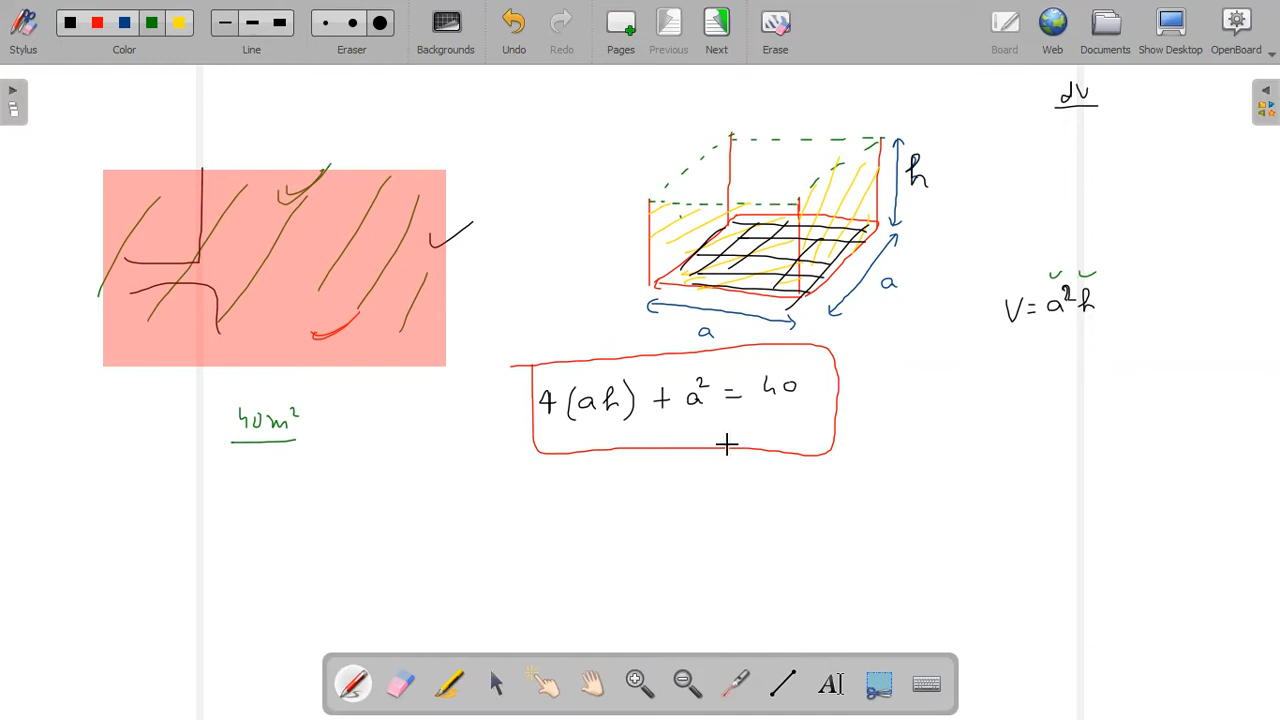 Stylus Color Line Eraser Backgrounds Undo Redo Pages Previous Next Erase Board Web Documents Show Desktop OpenBoard
dV
h
a
a
V = a²h
4(ah) + a² = 40
40m²
AI